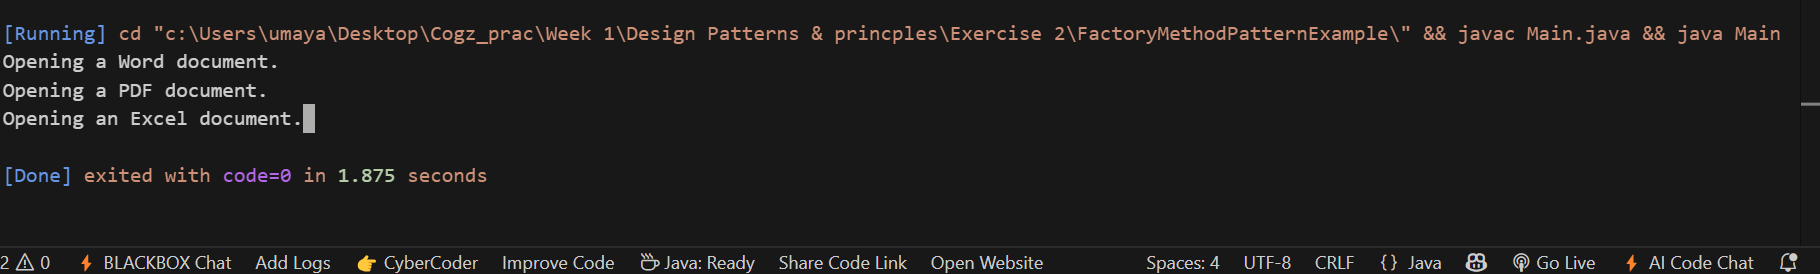 [Running] cd "c:\Users\umaya\Desktop\Cogz_prac\Week 1\Design Patterns & princples\Exercise 2\FactoryMethodPatternExample\" && javac Main.java && java Main
Opening a Word document.
Opening a PDF document.
Opening an Excel document.
[Done] exited with code=0 in 1.875 seconds
2 0 BLACKBOX Chat Add Logs CyberCoder Improve Code Java: Ready Share Code Link Open Website Spaces: 4 UTF-8 CRLF {} Java Go Live AI Code Chat